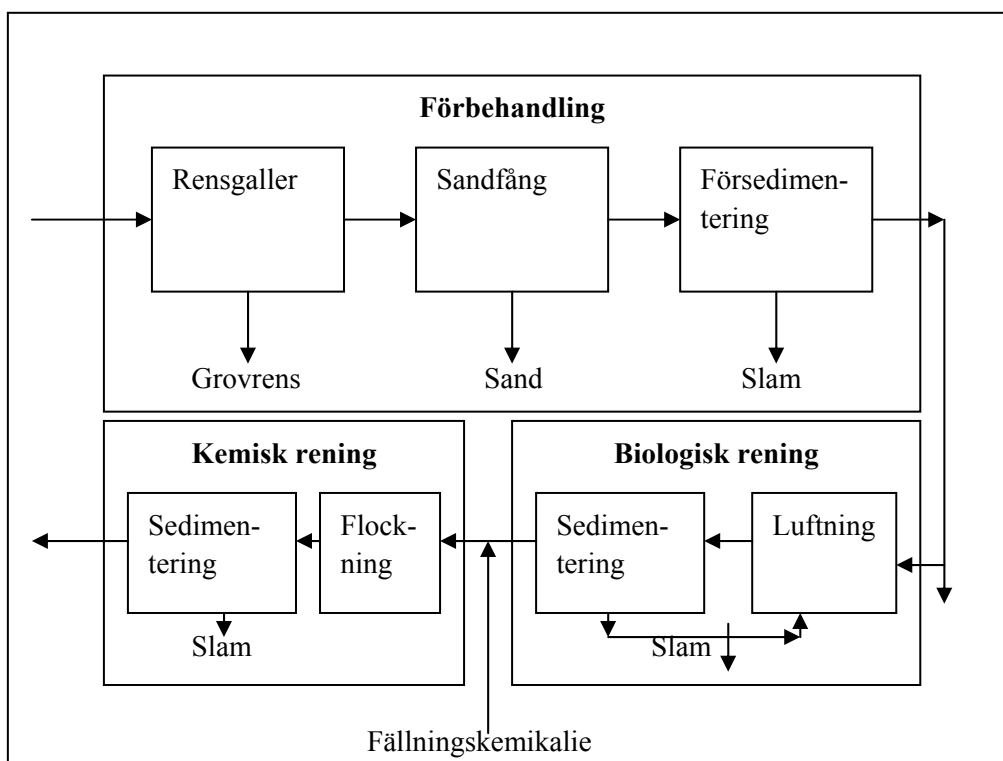 Förbehandling
Rensgaller
Sandfång
Försedimen-
tering
Grovrens
Sand
Slam
Kemisk rening
Sedimen-
tering
Flock-
ning
Slam
Biologisk rening
Sedimen-
tering
Luftning
Slam
Fällningskemikalie